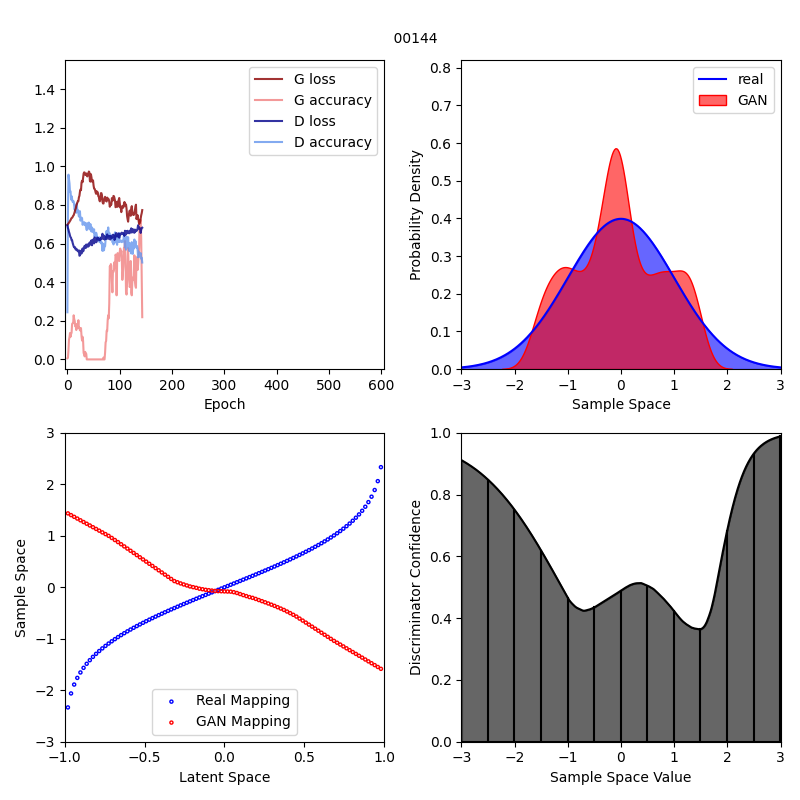 00144
G loss
G accuracy
D loss
D accuracy
1.4
1.2
1.0
0.8
0.6
0.4
0.2
0.0
0 100 200 300 400 500 600
Epoch
real
GAN
Probability Density
0.8
0.7
0.6
0.5
0.4
0.3
0.2
0.1
0.0
−3 −2 −1 0 1 2 3
Sample Space
Sample Space
3
2
1
0
−1
−2
−3
Real Mapping
GAN Mapping
−1.0 −0.5 0.0 0.5 1.0
Latent Space
Discriminator Confidence
1.0
0.8
0.6
0.4
0.2
0.0
−3 −2 −1 0 1 2 3
Sample Space Value